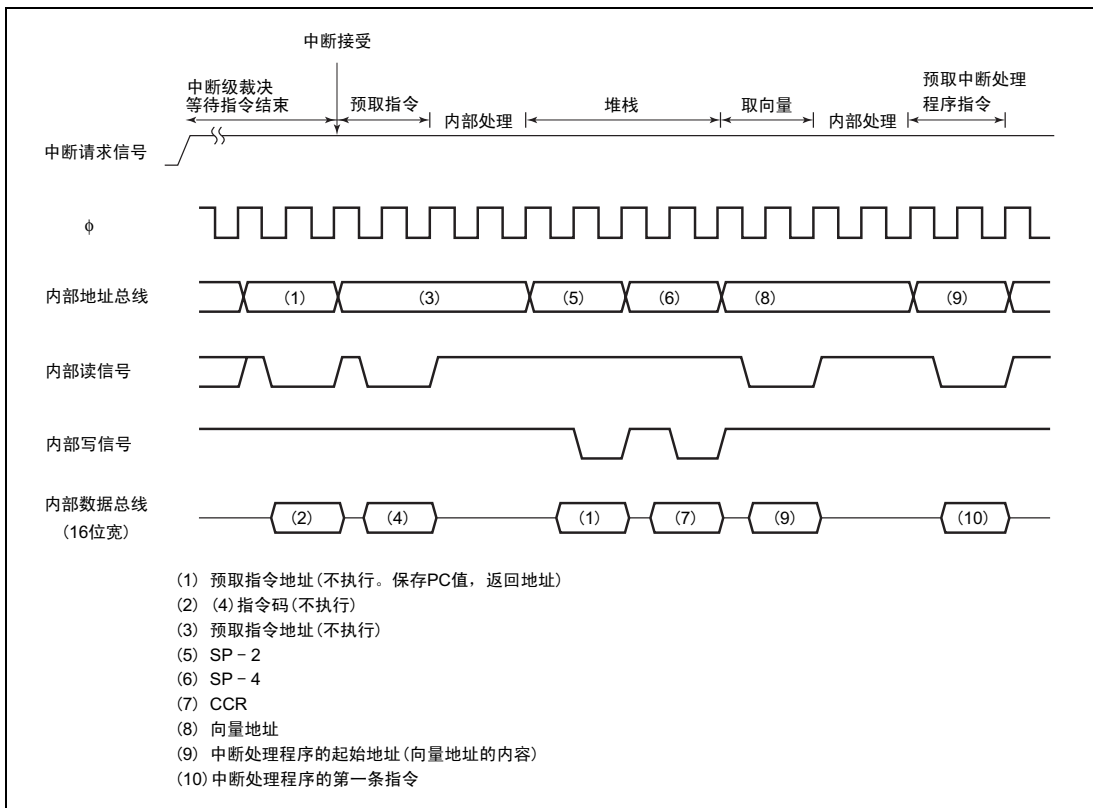 中断接受
中断级裁决
等待指令结束
预取指令
内部处理
堆栈
取向量
内部处理
预取中断处理
程序指令
中断请求信号
ϕ
内部地址总线
(1)
(3)
(5)
(6)
(8)
(9)
内部读信号
内部写信号
内部数据总线
(16位宽)
(2)
(4)
(1)
(7)
(9)
(10)
(1) 预取指令地址(不执行。保存PC值，返回地址)
(2) (4)指令码(不执行)
(3) 预取指令地址(不执行)
(5) SP－2
(6) SP－4
(7) CCR
(8) 向量地址
(9) 中断处理程序的起始地址(向量地址的内容)
(10)中断处理程序的第一条指令